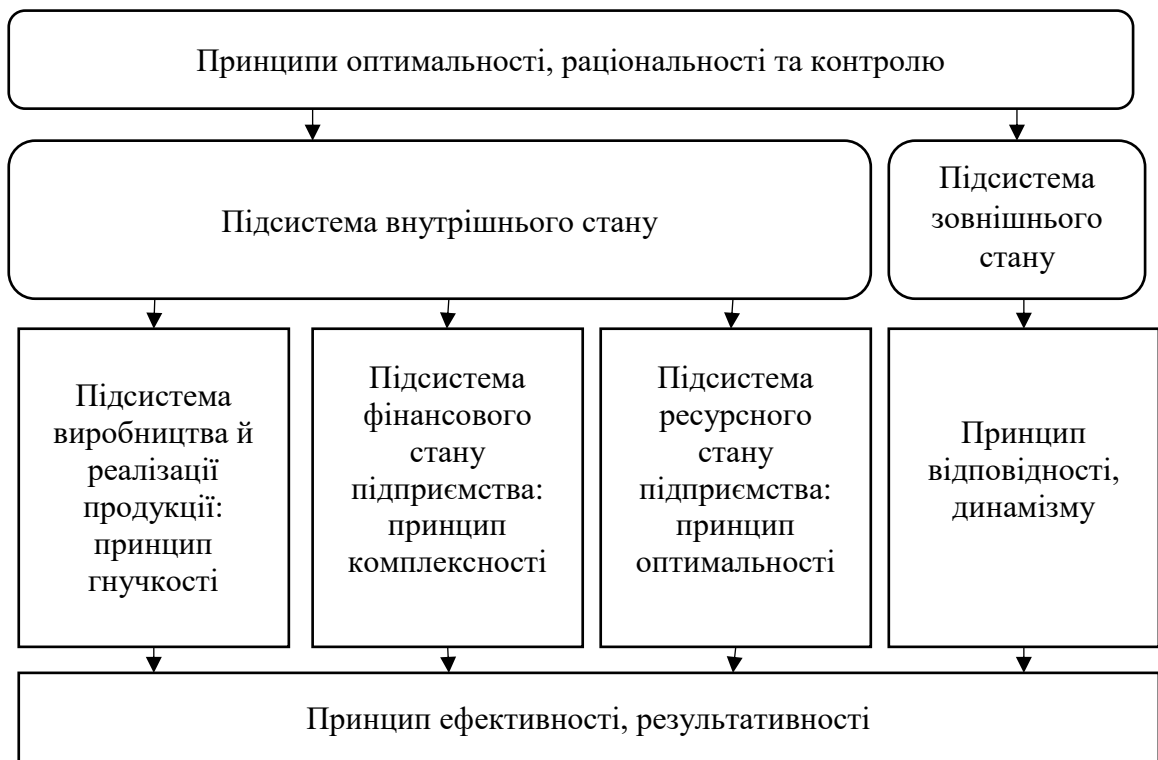 Принципи оптимальності, раціональності та контролю
Підсистема внутрішнього стану
Підсистема
зовнішнього
стану
Підсистема
виробництва й
реалізації
продукції:
принцип
гнучкості
Підсистема
фінансового
стану
підприємства:
принцип
комплексності
Підсистема
ресурсного
стану
підприємства:
принцип
оптимальності
Принцип
відповідності,
динамізму
Принцип ефективності, результативності